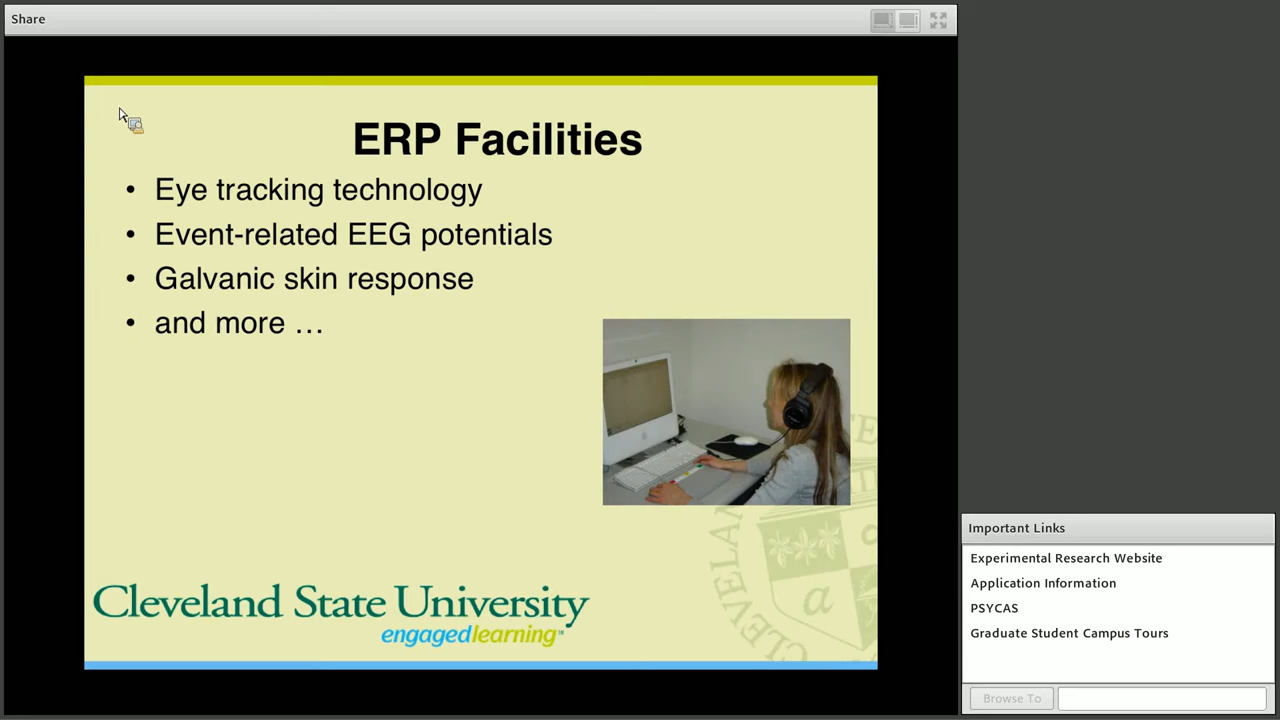 Share
ERP Facilities
• Eye tracking technology
• Event-related EEG potentials
• Galvanic skin response
• and more …
Cleveland State University
engagedlearning™
Important Links
Experimental Research Website
Application Information
PSYCAS
Graduate Student Campus Tours
Browse To